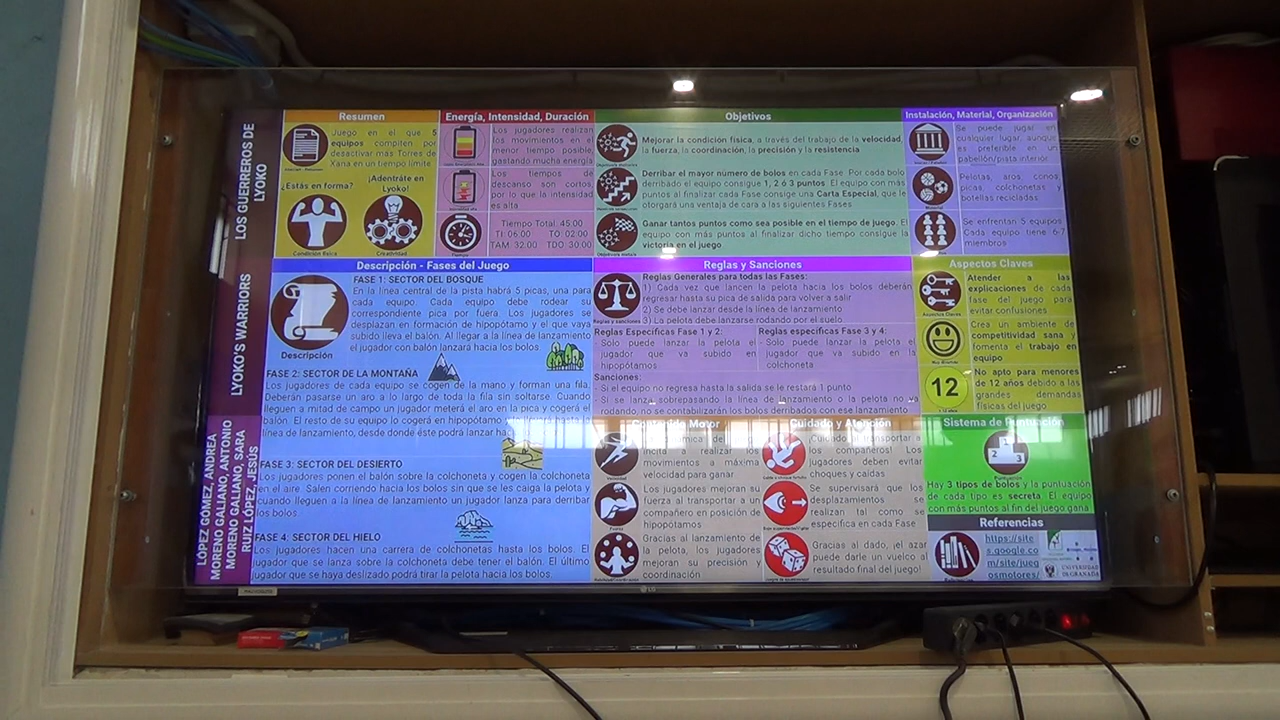 LOS GUERREROS DE
LYOKO
LYOKO'S WARRIORS
LOPEZ GOMEZ, ANDREA
MORENO GALIANO, ANTONIO
MORENO GALIANO, SARA
RUIZ LOPEZ, JESÚS
Resumen
Juego en el que 5
equipos compiten por
desactivar más Torres de
Xana en un tiempo límite
¿Estás en forma?
¡Adéntrate en
Lyoko!
Condición física
Creatividad
Energía, Intensidad, Duración
Los jugadores realizan
los movimientos en el
menor tiempo posible,
gastando mucha energía
Los tiempos de
descanso son cortos,
por lo que la intensidad
es alta
Tiempo Total: 45:00
TI: 06:00 TO: 02:00
TAM: 32:00 TDO: 30:00
Tiempo
Objetivos
Mejorar la condición física, a través del trabajo de la velocidad,
la fuerza, la coordinación, la precisión y la resistencia
Derribar el mayor número de bolos en cada Fase. Por cada bolo
derribado el equipo consigue 1, 2 ó 3 puntos. El equipo con más
puntos al finalizar cada Fase consigue una Carta Especial, que le
otorgará una ventaja de cara a las siguientes Fases
Ganar tantos puntos como sea posible en el tiempo de juego. El
equipo con más puntos al finalizar dicho tiempo consigue la
victoria en el juego
Instalación, Material, Organización
Se puede jugar en
cualquier lugar, aunque
es preferible en un
pabellón/pista interior
Pelotas, aros, conos,
picas, colchonetas y
botellas recicladas
Se enfrentan 5 equipos
Cada equipo tiene 6-7
miembros
Descripción - Fases del Juego
Descripción
FASE 1: SECTOR DEL BOSQUE
En la línea central de la pista habrá 5 picas, una para
cada equipo. Cada equipo debe rodear su
correspondiente pica por fuera. Los jugadores se
desplazan en formación de hipopótamo y el que vaya
subido lleva el balón. Al llegar a la línea de lanzamiento
el jugador con balón lanzará hacia los bolos.
FASE 2: SECTOR DE LA MONTAÑA
Los jugadores de cada equipo se cogen de la mano y forman una fila.
Deberán pasarse un aro a lo largo de toda la fila sin soltarse. Cuando
lleguen a mitad de campo un jugador meterá el aro en la pica y cogerá el
balón. El resto de su equipo lo cogerá en hipopótamo
línea de lanzamiento, desde donde éste podrá lanzar
FASE 3: SECTOR DEL DESIERTO
Los jugadores ponen el balón sobre la colchoneta y cogen la colchoneta
en el aire. Salen corriendo hacia los bolos sin que se les caiga la pelota y
cuando lleguen a la línea de lanzamiento un jugador lanza para derribar
los bolos.
FASE 4: SECTOR DEL HIELO
Los jugadores hacen una carrera de colchonetas hasta los bolos. El
jugador que se lanza sobre la colchoneta debe tener el balón. El último
jugador que se haya deslizado podrá tirar la pelota hacia los bolos.
Reglas y Sanciones
Reglas y sanciones
Reglas Generales para todas las Fases:
1) Cada vez que lancen la pelota hacia los bolos deberán
regresar hasta su pica de salida para volver a salir
2) Se debe lanzar desde la línea de lanzamiento
3) La pelota debe lanzarse rodando por el suelo
Reglas Específicas Fase 1 y 2:
Solo puede lanzar la pelota el
jugador que va subido en
hipopótamos
Reglas específicas Fase 3 y 4:
- Solo puede lanzar la pelota el
jugador que va subido en la
colchoneta
Sanciones:
- Si el equipo no regresa hasta la salida se le restará 1 punto
- Si se lanza sobrepasando la línea de lanzamiento o la pelota no va
rodando, no se contabilizarán los bolos derribados con ese lanzamiento
Aspectos Claves
Aspectos Claves
Atender a las
explicaciones de cada
fase del juego para
evitar confusiones
Crea un ambiente de
competitividad sana y
fomenta el trabajo en
equipo
12
No apto para menores
de 12 años debido a las
grandes demandas
físicas del juego
Contenido Motor
incita a realizar los
movimientos a máxima
velocidad para ganar
Velocidad
Los jugadores mejoran su
fuerza al transportar a un
compañero en posición de
hipopótamos
Fuerza
Gracias al lanzamiento de
la pelota, los jugadores
mejoran su precisión y
coordinación
Cuidado y Atención
¡Cuidado al transportar a
los compañeros! Los
jugadores deben evitar
choques y caídas
Se supervisará que los
desplazamientos se
realizan tal como se
especifica en cada Fase
Gracias al dado, ¡el azar
puede darle un vuelco al
resultado final del juego!
Sistema de Puntuación
2 1 3
Puntuación
Hay 3 tipos de bolos y la puntuación
de cada tipo es secreta. El equipo
con más puntos al fin del juego gana
Referencias
https://site
s.google.co
m/site/jueg
osmotores/
UNIVERSIDAD
DE GRANADA
LG